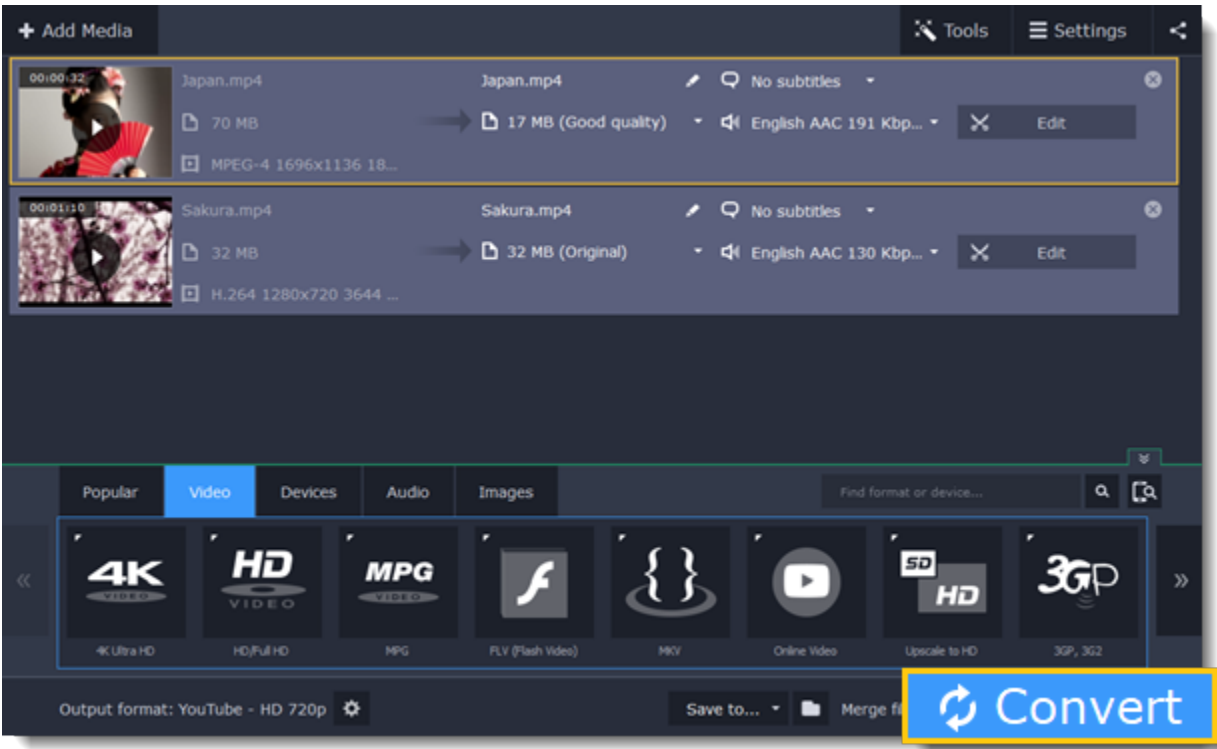 Add Media
Tools
Settings
00:00:32
Japan.mp4
Japan.mp4
No subtitles
70 MB
17 MB (Good quality)
English AAC 191 Kbp...
Edit
MPEG-4 1696x1136 18...
00:01:10
Sakura.mp4
Sakura.mp4
No subtitles
32 MB
32 MB (Original)
English AAC 130 Kbp...
Edit
H.264 1280x720 3644 ...
Popular
Video
Devices
Audio
Images
Find format or device...
4K
VIDEO
HD
VIDEO
MPG
VIDEO
SD
HD
3GP
4K Ultra HD
HD/Full HD
MPG
FLV (Flash Video)
MKV
Online Video
Upscale to HD
3GP, 3G2
Output format: YouTube - HD 720p
Save to...
Merge
Convert